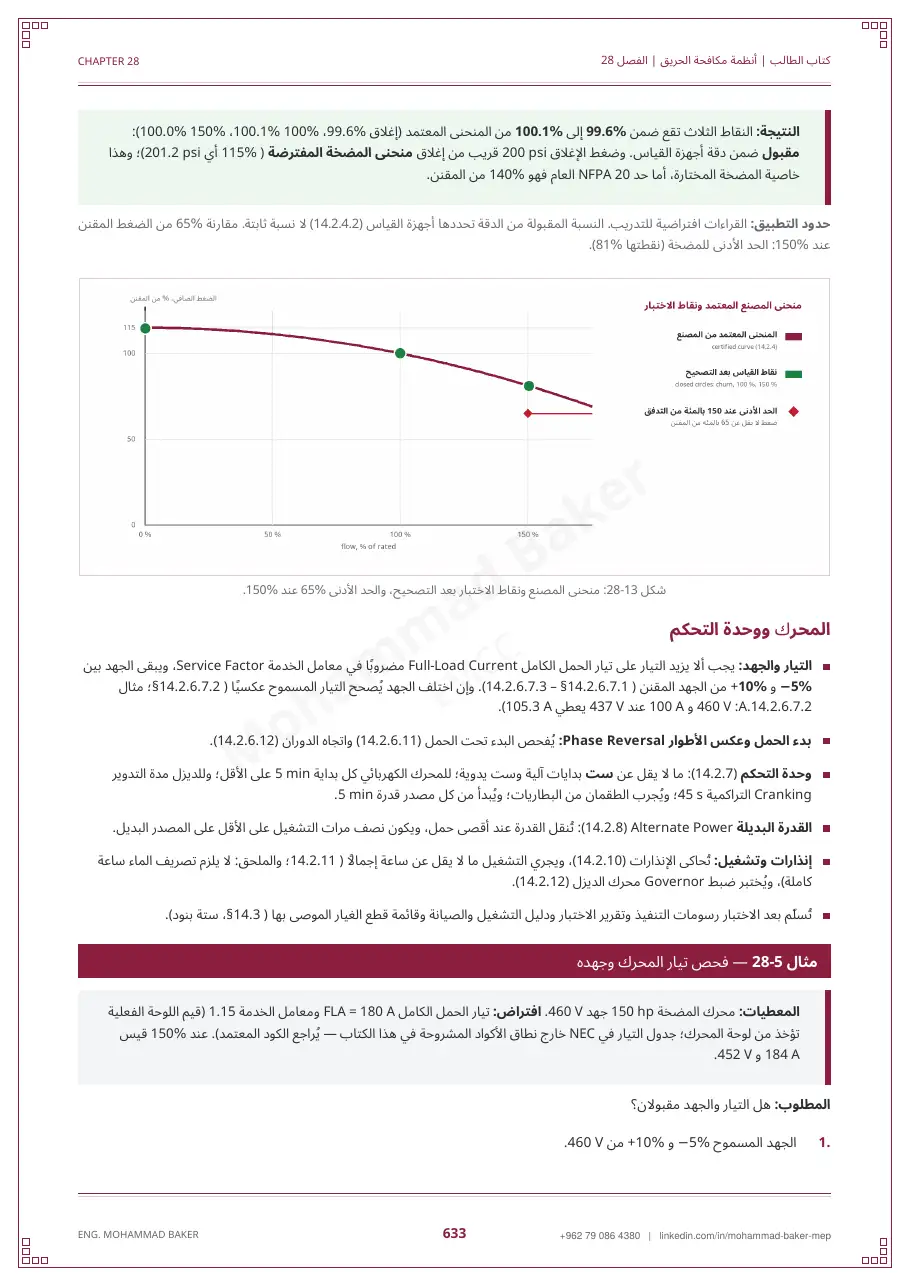 كتاب الطالب | أنظمة مكافحة الحريق | الفصل 28
CHAPTER 28
النتيجة: النقاط الثلاث تقع ضمن 99.6% إلى 100.1% من المنحنى المعتمد (إغلاق 99.6%، 100% 100.1%، 150% 100.0%):
مقبول ضمن دقة أجهزة القياس. وضغط الإغلاق 200 psi قريب من إغلاق منحنى المضخة المفترضة ( 115% أي 201.2 psi)؛ وهذا
خاصية المضخة المختارة، أما حد NFPA 20 العام فهو 140% من المقنن.
حدود التطبيق: القراءات افتراضية للتدريب. النسبة المقبولة من الدقة تحددها أجهزة القياس (14.2.4.2) لا نسبة ثابتة. مقارنة 65% من الضغط المقنن
عند 150%: الحد الأدنى للمضخة (نقطتها 81%).
منحنى المصنع المعتمد ونقاط الاختبار
المنحنى المعتمد من المصنع
certified curve (14.2.4)
نقاط القياس بعد التصحيح
closed circles: churn, 100 %, 150 %
الحد الأدنى عند 150 بالمئة من التدفق
ضغط لا يقل عن 65 بالمئة من المقنن
الضغط الصافي، % من المقنن
115
100
50
0
0 %
50 %
100 %
150 %
flow, % of rated
شكل 13-28: منحنى المصنع ونقاط الاختبار بعد التصحيح، والحد الأدنى 65% عند 150%.
المحرك ووحدة التحكم
التيار والجهد: يجب ألا يزيد التيار على تيار الحمل الكامل Full-Load Current مضروبًا في معامل الخدمة Service Factor، ويبقى الجهد بين
−5% و +10% من الجهد المقنن ( §14.2.6.7.1 – 14.2.6.7.3). وإن اختلف الجهد يُصحح التيار المسموح عكسيًا ( §14.2.6.7.2؛ مثال
A.14.2.6.7.2: 460 V و 100 A عند 437 V يعطي 105.3 A).
بدء الحمل وعكس الأطوار Phase Reversal: يُفحص البدء تحت الحمل (14.2.6.11) واتجاه الدوران (14.2.6.12).
وحدة التحكم (14.2.7): ما لا يقل عن ست بدايات آلية وست يدوية؛ للمحرك الكهربائي كل بداية 5 min على الأقل؛ وللديزل مدة التدوير
Cranking التراكمية 45 s؛ ويُجرب الطقمان من البطاريات؛ ويُبدأ من كل مصدر قدرة 5 min.
القدرة البديلة Alternate Power (14.2.8): تُنقل القدرة عند أقصى حمل، ويكون نصف مرات التشغيل على الأقل على المصدر البديل.
إنذارات وتشغيل: تُحاكى الإنذارات (14.2.10)، ويجري التشغيل ما لا يقل عن ساعة إجمالًا ( 14.2.11؛ والملحق: لا يلزم تصريف الماء ساعة
كاملة)، ويُختبر ضبط Governor محرك الديزل (14.2.12).
تُسلّم بعد الاختبار رسومات التنفيذ وتقرير الاختبار ودليل التشغيل والصيانة وقائمة قطع الغيار الموصى بها ( §14.3، ستة بنود).
مثال 5-28 — فحص تيار المحرك وجهده
المعطيات: محرك المضخة 150 hp جهد 460 V. افتراض: تيار الحمل الكامل FLA = 180 A ومعامل الخدمة 1.15 (قيم اللوحة الفعلية
تؤخذ من لوحة المحرك؛ جدول التيار في NEC خارج نطاق الأكواد المشروحة في هذا الكتاب — يُراجع الكود المعتمد). عند 150% قيس
184 A و 452 V.
المطلوب: هل التيار والجهد مقبولان؟
1. الجهد المسموح −5% و +10% من 460 V.
ENG. MOHAMMAD BAKER
633
+962 79 086 4380 | linkedin.com/in/mohammad-baker-mep
Mohammad Baker